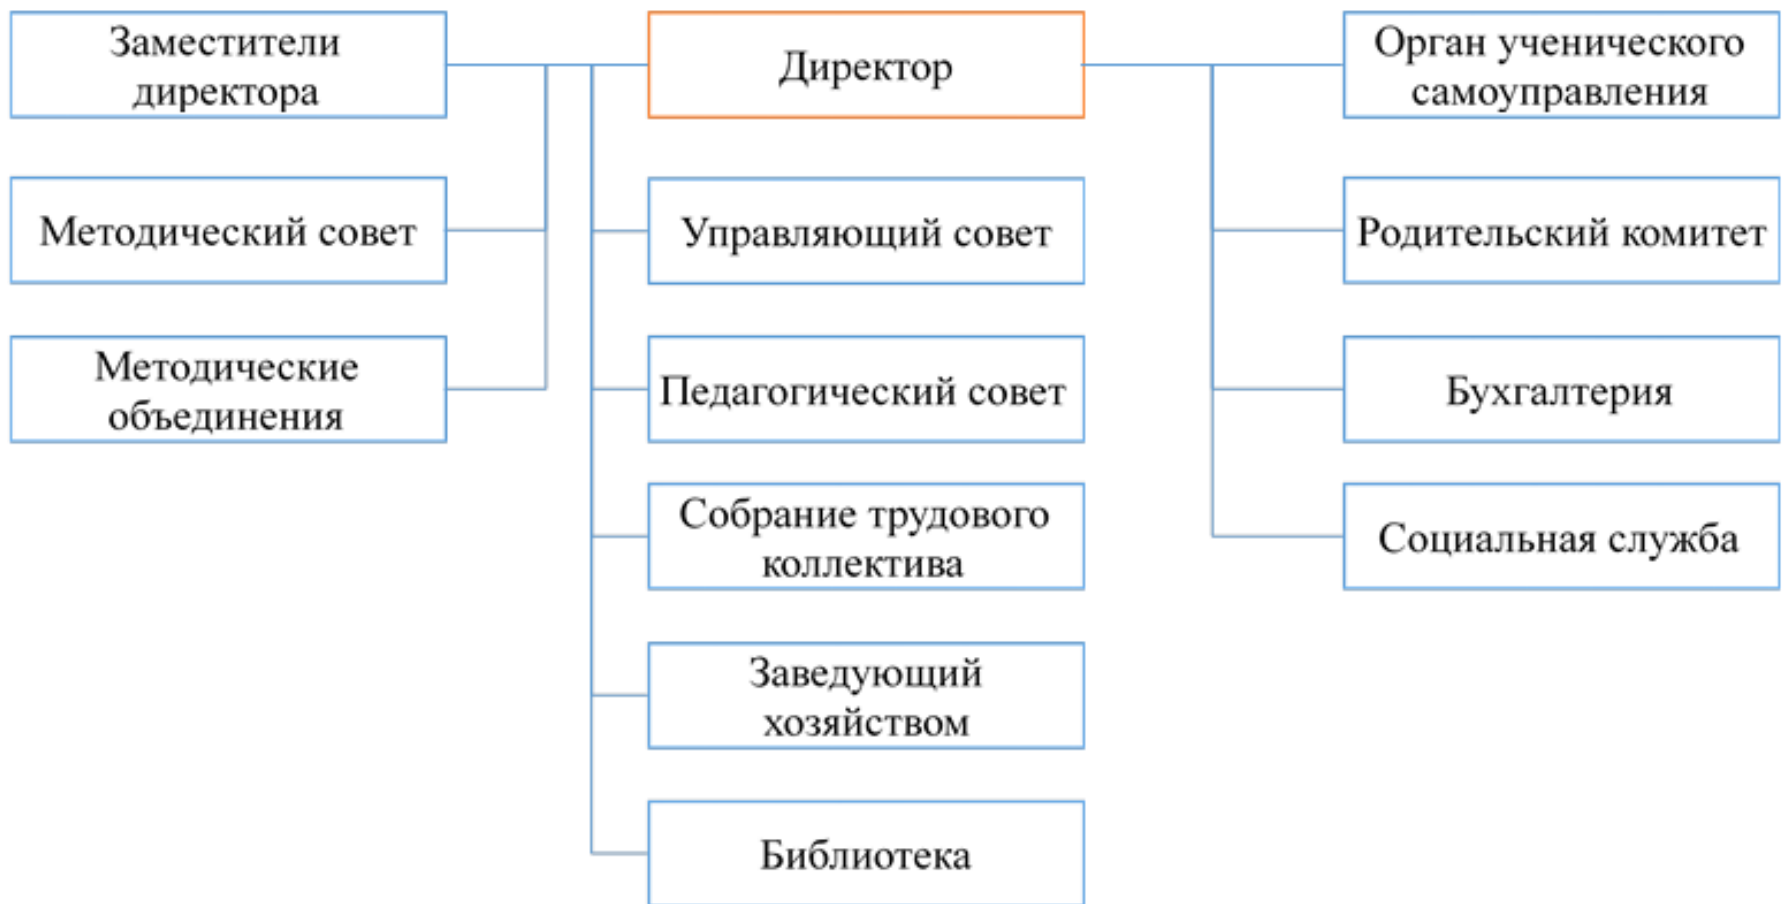 Заместители
директора
Директор
Орган ученического
самоуправления
Методический совет
Управляющий совет
Родительский комитет
Методические
объединения
Педагогический совет
Бухгалтерия
Собрание трудового
коллектива
Социальная служба
Заведующий
хозяйством
Библиотека